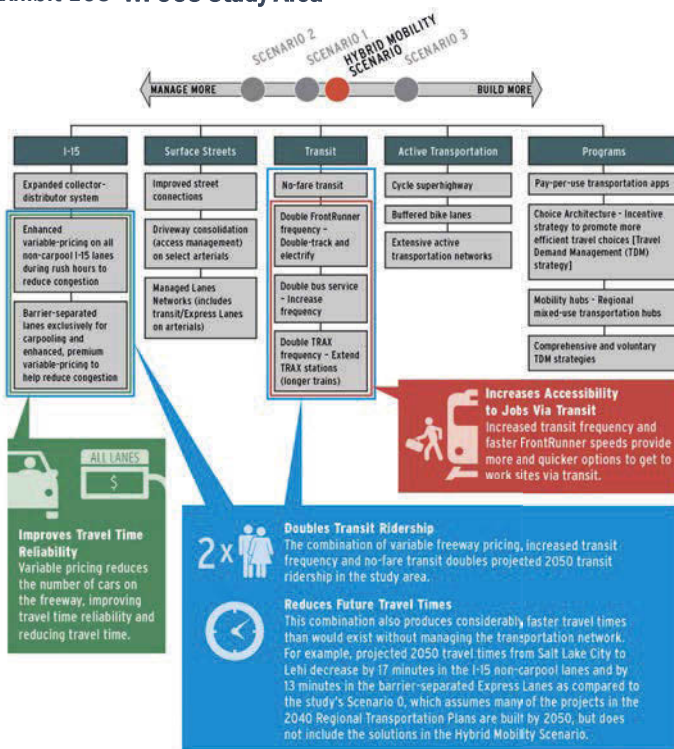 Study Area
SCENARIO 2
SCENARIO 1
HYBRID MOBILITY
SCENARIO
SCENARIO 3
MANAGE MORE
BUILD MORE
I-15
Expanded collector-
distributor system
Enhanced
variable-pricing on all
non-carpool I-15 lanes
during rush hours to
reduce congestion
Barrier-separated
lanes exclusively for
carpooling and
enhanced, premium
variable-pricing to
help reduce congestion
Surface Streets
Improved street
connections
Driveway consolidation
(access management) on
select arterials
Managed Lanes
Networks (includes
transit/Express Lanes
on arterials)
Transit
No-fare transit
Double FrontRunner
frequency –
Double-track and
electrify
Double bus service
– Increase
frequency
Double TRAX
frequency – Extend
TRAX stations
(longer trains)
Active Transportation
Cycle superhighway
Buffered bike lanes
Extensive active
transportation networks
Programs
Pay-per-use transportation apps
Choice Architecture - Incentive
strategy to promote more
efficient travel choices [Travel
Demand Management (TDM)
strategy]
Mobility hubs - Regional
mixed-use transportation hubs
Comprehensive and voluntary
TDM strategies
Increases Accessibility
to Jobs Via Transit
Increased transit frequency and
faster FrontRunner speeds provide
more and quicker options to get to
work sites via transit.
ALL LANES
$
Improves Travel Time
Reliability
Variable pricing reduces
the number of cars on
the freeway, improving
travel time reliability and
reducing travel time.
2x
Doubles Transit Ridership
The combination of variable freeway pricing, increased transit
frequency and no-fare transit doubles projected 2050 transit
ridership in the study area.
Reduces Future Travel Times
This combination also produces considerably faster travel times
than would exist without managing the transportation network.
For example, projected 2050 travel times from Salt Lake City to
Lehi decrease by 17 minutes in the I-15 non-carpool lanes and by
13 minutes in the barrier-separated Express Lanes as compared to
the study's Scenario 0, which assumes many of the projects in the
2040 Regional Transportation Plans are built by 2050, but does
not include the solutions in the Hybrid Mobility Scenario.